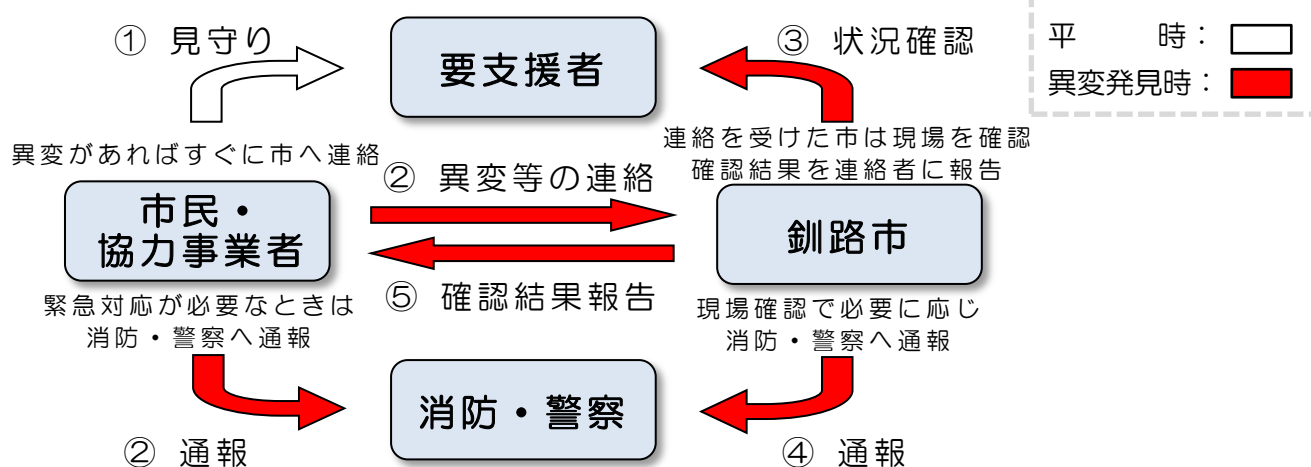 ① 見守り
要支援者
③ 状況確認
平　　時：
異変発見時：
異変があればすぐに市へ連絡
連絡を受けた市は現場を確認
確認結果を連絡者に報告
② 異変等の連絡
市民・
協力事業者
釧路市
⑤ 確認結果報告
緊急対応が必要なときは
消防・警察へ通報
現場確認で必要に応じ
消防・警察へ通報
消防・警察
② 通報
④ 通報